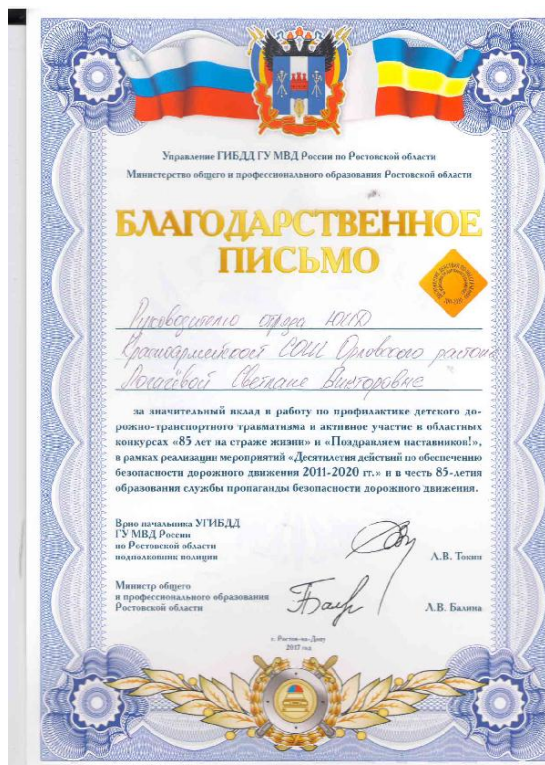 Управление ГИБДД ГУ МВД России по Ростовской области
Министерство общего и профессионального образования Ростовской области
БЛАГОДАРСТВЕННОЕ
ПИСЬМО
Руководителю отряда ЮИД
Красноармейской СОШ Орловского района
Светлане Викторовне
за значительный вклад в работу по профилактике детского до-
рожно-транспортного травматизма и активное участие в областных
конкурсах «85 лет на страже жизни» и «Поздравляем наставников!»,
в рамках реализации мероприятий «Десятилетия действий по обеспечению
безопасности дорожного движения 2011-2020 гг.» и в честь 85-летия
образования службы пропаганды безопасности дорожного движения.
Врио начальника УГИБДД
ГУ МВД России
по Ростовской области
подполковник полиции
А.В. Токин
Министр общего
и профессионального образования
Ростовской области
Л.В. Балина
г. Ростов-на-Дону
2017 год